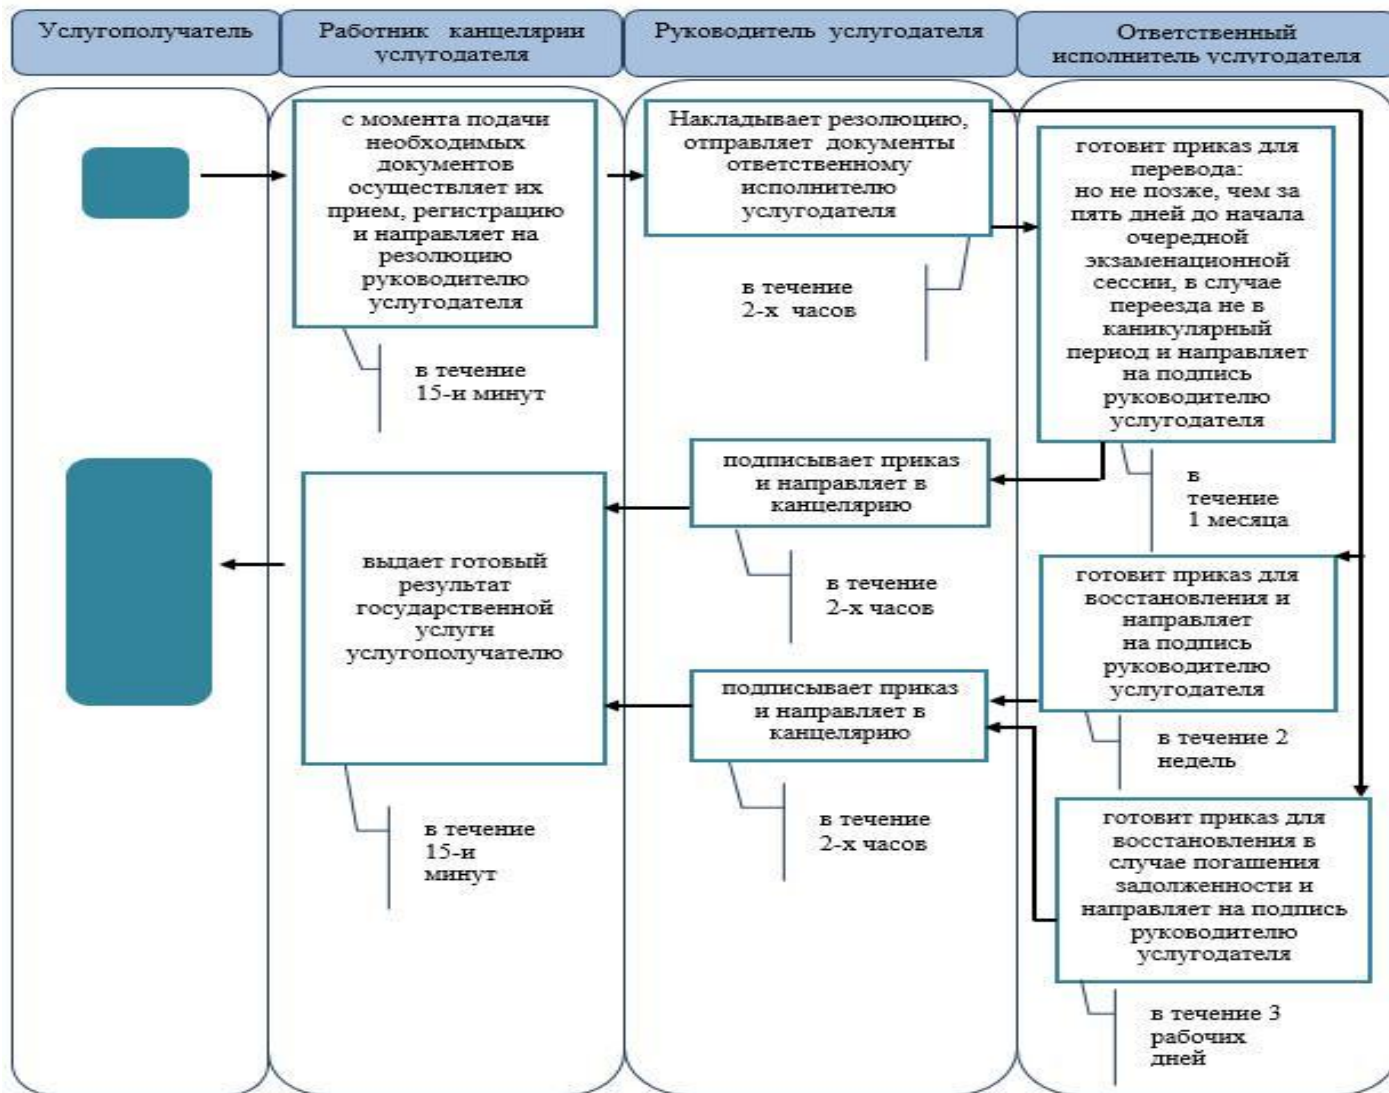 Услугополучатель
Работник канцелярии
услугодателя
Руководитель услугодателя
Ответственный
исполнитель услугодателя
с момента подачи
необходимых
документов
осуществляет их
прием, регистрацию
и направляет на
резолюцию
руководителю
услугодателя
в течение
15-и минут
Накладывает резолюцию,
отправляет документы
ответственному
исполнителю
услугодателя
в течение
2-х часов
готовит приказ для
перевода:
но не позже, чем за
пять дней до начала
очередной
экзаменационной
сессии, в случае
переезда не в
каникулярный
период и направляет
на подпись
руководителю
услугодателя
в
течение
1 месяца
подписывает приказ
и направляет в
канцелярию
в течение
2-х часов
выдает готовый
результат
государственной
услуги
услугополучателю
в течение
15-и
минут
готовит приказ для
восстановления и
направляет
на подпись
руководителю
услугодателя
в течение 2
недель
подписывает приказ
и направляет в
канцелярию
в течение
2-х часов
готовит приказ для
восстановления в
случае погашения
задолженности и
направляет на подпись
руководителю
услугодателя
в течение 3
рабочих
дней